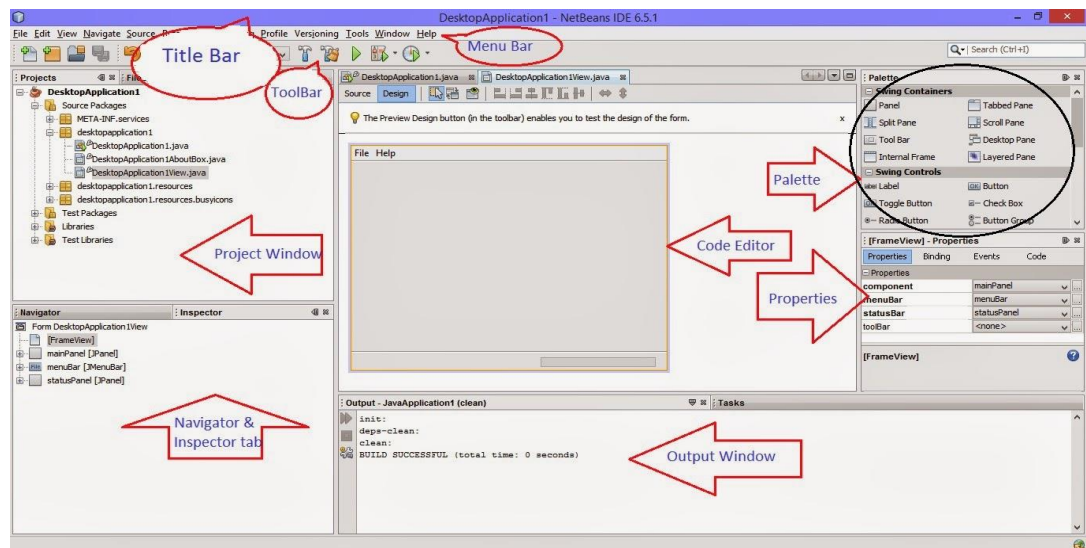 DesktopApplication1 - NetBeans IDE 6.5.1
File Edit View Navigate Source Profile Versioning Tools Window Help
Title Bar
Menu Bar
ToolBar
Search (Ctrl+I)
Projects
DesktopApplication1
Source Packages
META-INF.services
desktopapplication1
DesktopApplication1.java
DesktopApplication1AboutBox.java
DesktopApplication1View.java
desktopapplication1.resources
desktopapplication1.resources.busyicons
Test Packages
Libraries
Test Libraries
Project Window
Navigator
Inspector
Form DesktopApplication1View
[FrameView]
mainPanel [JPanel]
menuBar [JMenuBar]
statusPanel [JPanel]
Navigator &
Inspector tab
DesktopApplication1.java
DesktopApplication1View.java
Source Design
The Preview Design button (in the toolbar) enables you to test the design of the form.
x
File Help
Code Editor
Palette
Properties
Output - JavaApplication1 (clean)
Tasks
init:
deps-clean:
clean:
BUILD SUCCESSFUL (total time: 0 seconds)
Output Window
Palette
Swing Containers
Panel Tabbed Pane
Split Pane Scroll Pane
Tool Bar Desktop Pane
Internal Frame Layered Pane
Swing Controls
Label Button
Toggle Button Check Box
Radio Button Button Group
[FrameView] - Properties
Properties Binding Events Code
Properties
component mainPanel
menuBar menuBar
statusBar statusPanel
toolBar <none>
[FrameView]